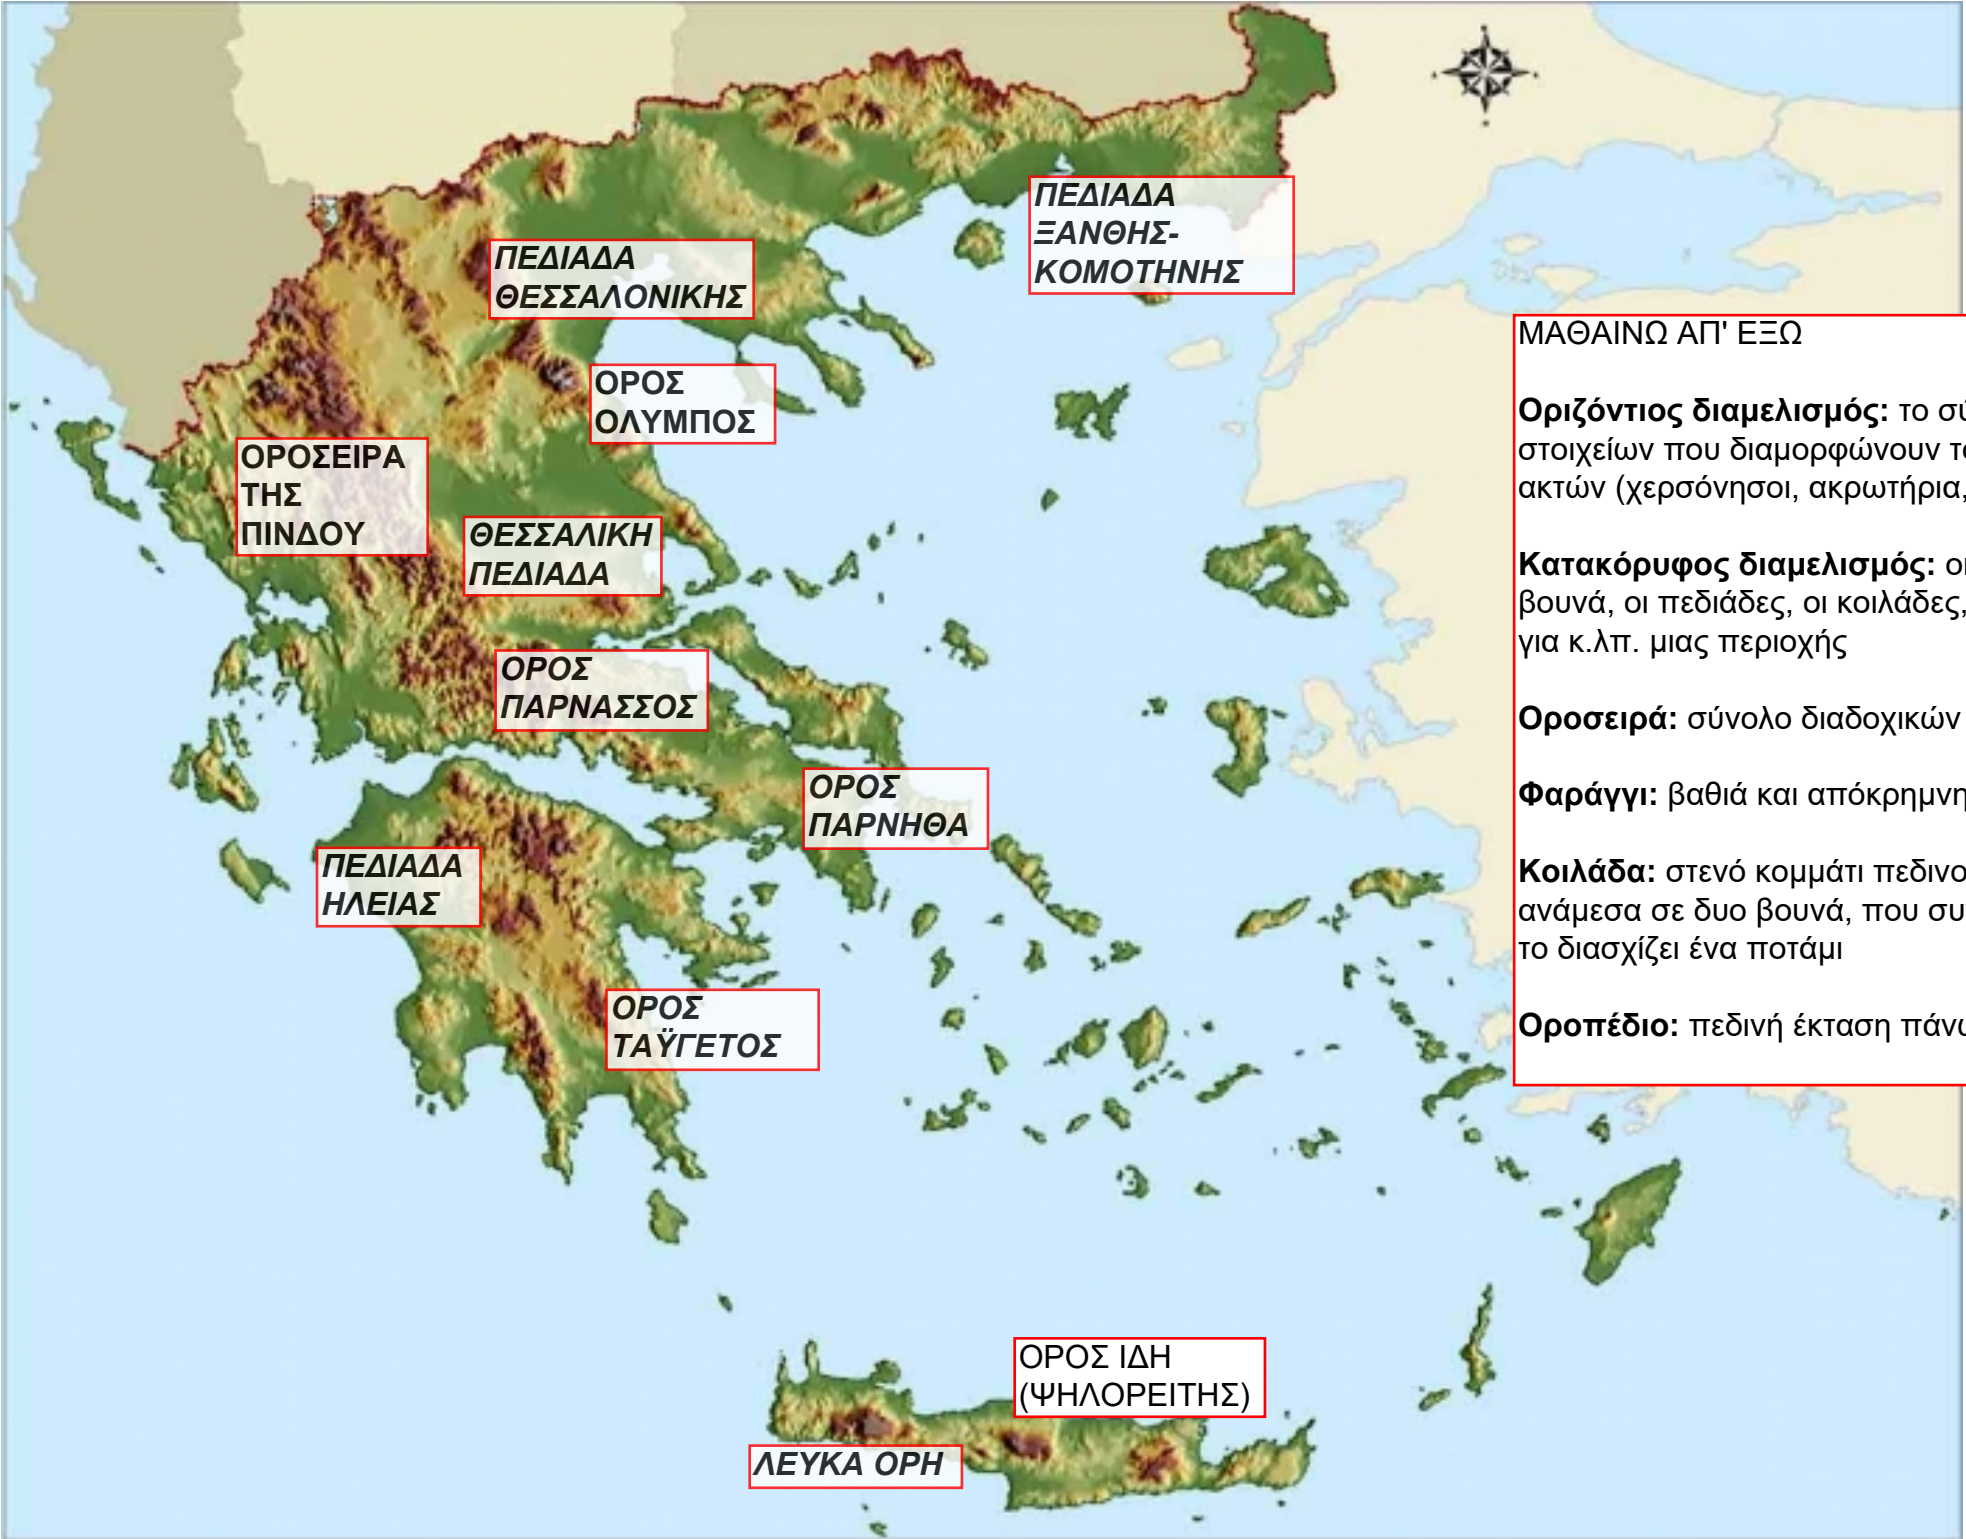 ΠΕΔΙΑΔΑ
ΞΑΝΘΗΣ-
ΚΟΜΟΤΗΝΗΣ
ΠΕΔΙΑΔΑ
ΘΕΣΣΑΛΟΝΙΚΗΣ
ΟΡΟΣ
ΟΛΥΜΠΟΣ
ΟΡΟΣΕΙΡΑ
ΤΗΣ
ΠΙΝΔΟΥ
ΘΕΣΣΑΛΙΚΗ
ΠΕΔΙΑΔΑ
ΟΡΟΣ
ΠΑΡΝΑΣΣΟΣ
ΟΡΟΣ
ΠΑΡΝΗΘΑ
ΠΕΔΙΑΔΑ
ΗΛΕΙΑΣ
ΟΡΟΣ
ΤΑΫΓΕΤΟΣ
ΟΡΟΣ ΙΔΗ
(ΨΗΛΟΡΕΙΤΗΣ)
ΛΕΥΚΑ ΟΡΗ
ΜΑΘΑΙΝΩ ΑΠ' ΕΞΩ
Οριζόντιος διαμελισμός: το σύ
στοιχείων που διαμορφώνουν το
ακτών (χερσόνησοι, ακρωτήρια,
Κατακόρυφος διαμελισμός: οι
βουνά, οι πεδιάδες, οι κοιλάδες,
για κ.λπ. μιας περιοχής
Οροσειρά: σύνολο διαδοχικών
Φαράγγι: βαθιά και απόκρημνη
Κοιλάδα: στενό κομμάτι πεδινο
ανάμεσα σε δυο βουνά, που συ
το διασχίζει ένα ποτάμι
Οροπέδιο: πεδινή έκταση πάνω